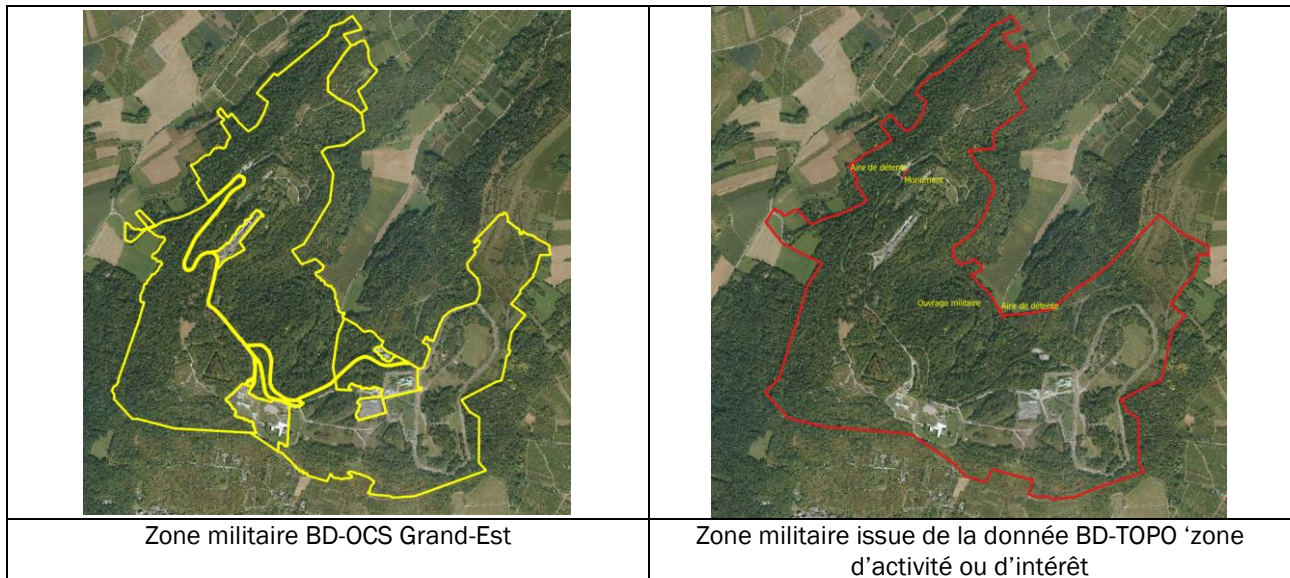 Aire de détente
Monument
Ouvrage militaire Aire de détente
Zone militaire BD-OCS Grand-Est
Zone militaire issue de la donnée BD-TOPO ‘zone
d’activité ou d’intérêt